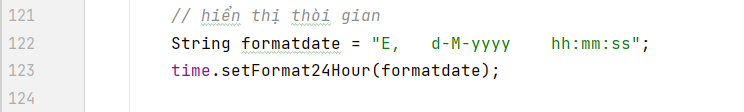 121 // hiển thị thời gian
122 String formatdate = "E,   d-M-yyyy    hh:mm:ss";
123 time.setFormat24Hour(formatdate);
124